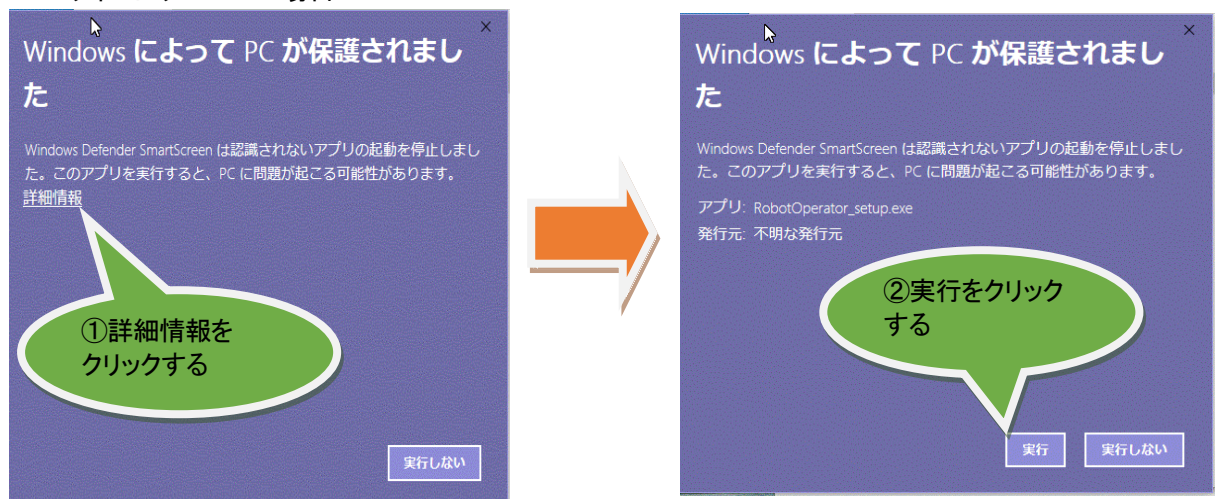 Windows によって PC が保護されまし
た
Windows Defender SmartScreen は認識されないアプリの起動を停止しまし
た。このアプリを実行すると、PC に問題が起こる可能性があります。
詳細情報
①詳細情報を
クリックする
実行しない
Windows によって PC が保護されまし
た
Windows Defender SmartScreen は認識されないアプリの起動を停止しまし
た。このアプリを実行すると、PC に問題が起こる可能性があります。
アプリ: RobotOperator_setup.exe
発行元: 不明な発行元
②実行をクリック
する
実行
実行しない